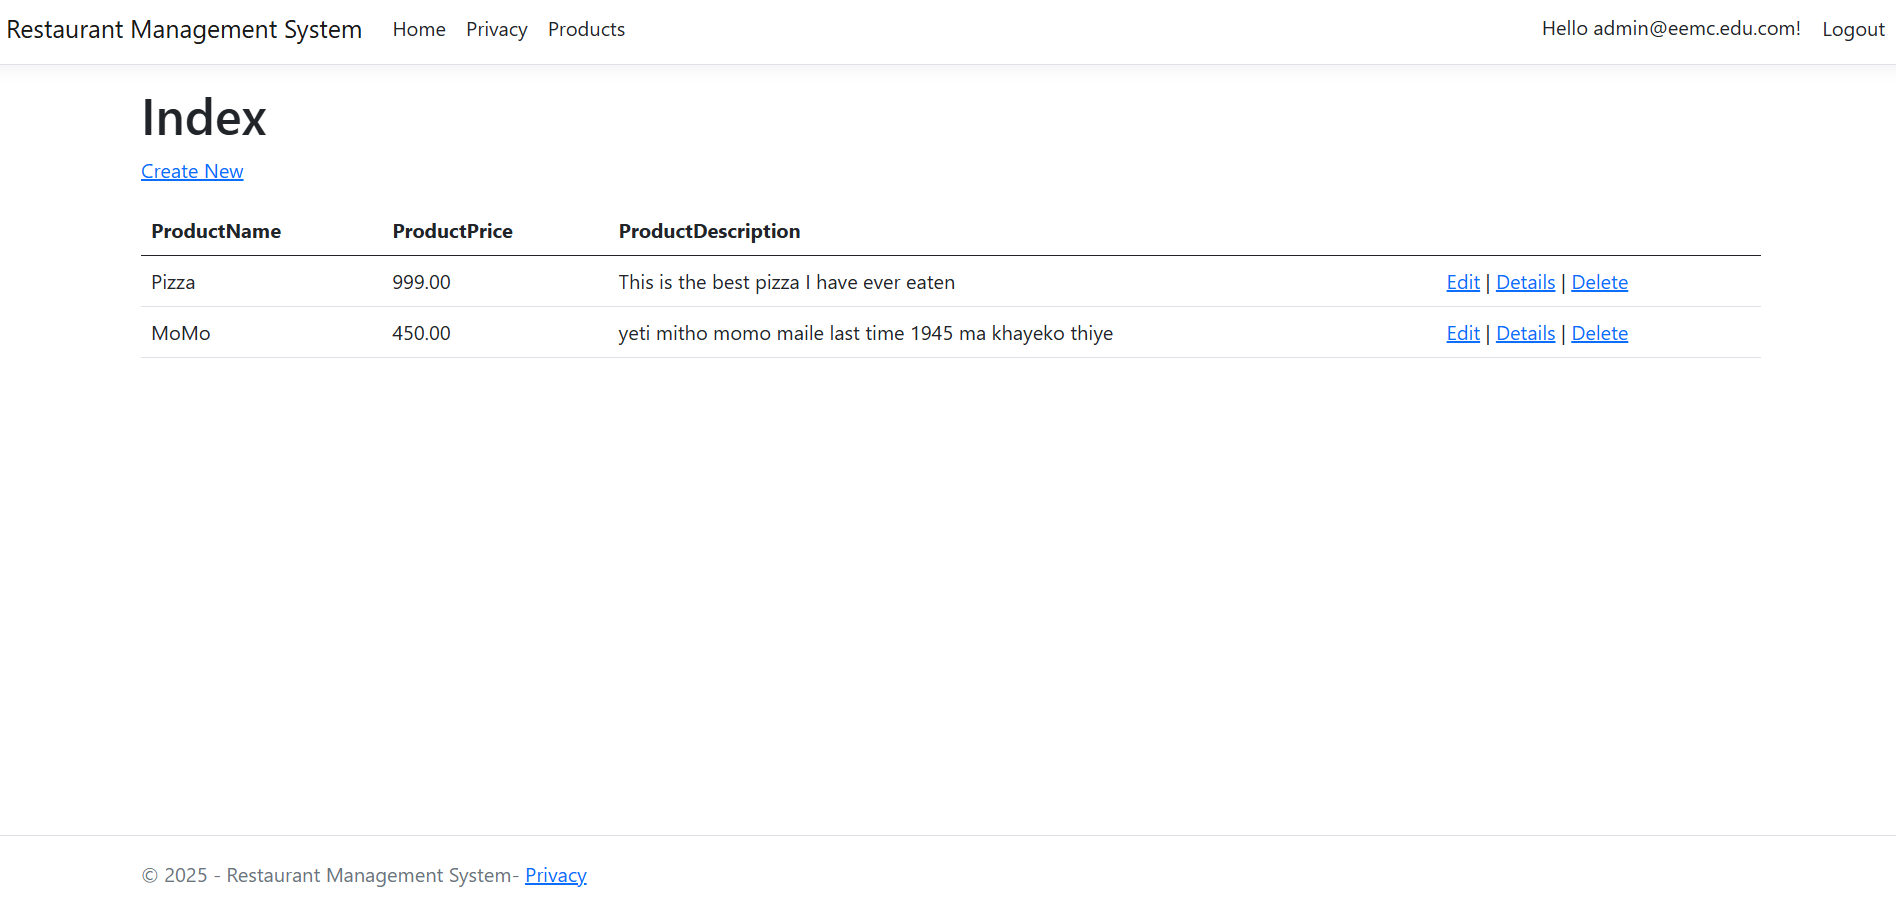 Restaurant Management System Home Privacy Products Hello admin@eemc.edu.com! Logout
Index
Create New
ProductName ProductPrice ProductDescription
Pizza 999.00 This is the best pizza I have ever eaten Edit | Details | Delete
MoMo 450.00 yeti mitho momo maile last time 1945 ma khayeko thiye Edit | Details | Delete
© 2025 - Restaurant Management System- Privacy